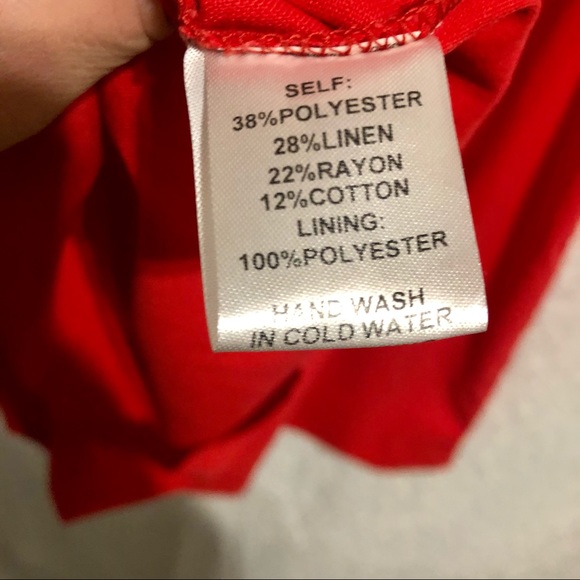 SELF:
38%POLYESTER
28%LINEN
22%RAYON
12%COTTON
LINING:
100%POLYESTER
HAND WASH
IN COLD WATER